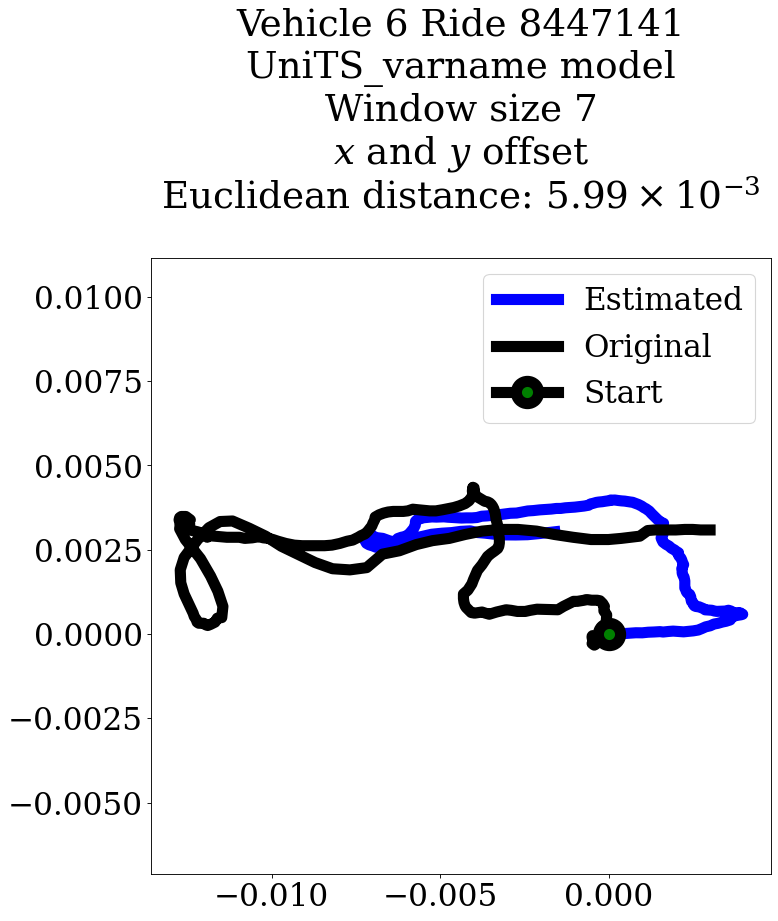 Vehicle 6 Ride 8447141
UniTS_varname model
Window size 7
x and y offset
Euclidean distance: 5.99 × 10⁻³
Estimated
Original
Start
0.0100
0.0075
0.0050
0.0025
0.0000
−0.0025
−0.0050
−0.010
−0.005
0.000